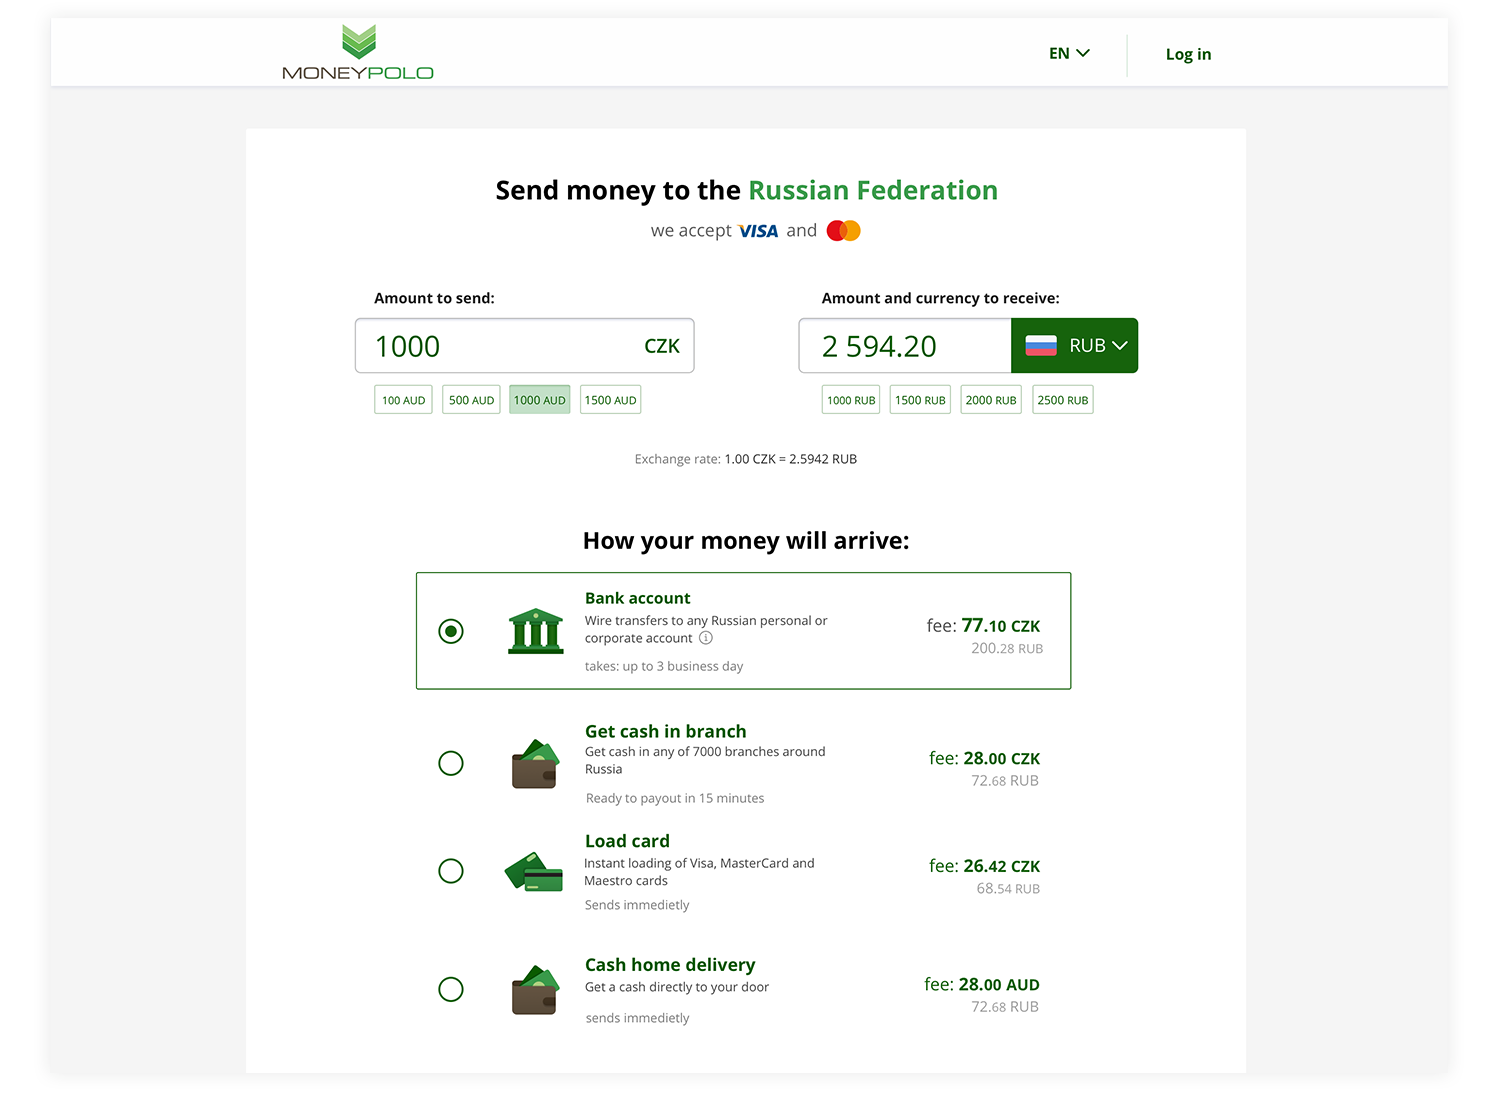 MONEYPOLO
EN
Log in
Send money to the Russian Federation
we accept VISA and
Amount to send:
Amount and currency to receive:
1000 CZK
2 594.20 RUB
100 AUD 500 AUD 1000 AUD 1500 AUD
1000 RUB 1500 RUB 2000 RUB 2500 RUB
Exchange rate: 1.00 CZK = 2.5942 RUB
How your money will arrive:
Bank account
Wire transfers to any Russian personal or
corporate account
takes: up to 3 business day
fee: 77.10 CZK
200.28 RUB
Get cash in branch
Get cash in any of 7000 branches around
Russia
Ready to payout in 15 minutes
fee: 28.00 CZK
72.68 RUB
Load card
Instant loading of Visa, MasterCard and
Maestro cards
Sends immedietly
fee: 26.42 CZK
68.54 RUB
Cash home delivery
Get a cash directly to your door
sends immedietly
fee: 28.00 AUD
72.68 RUB